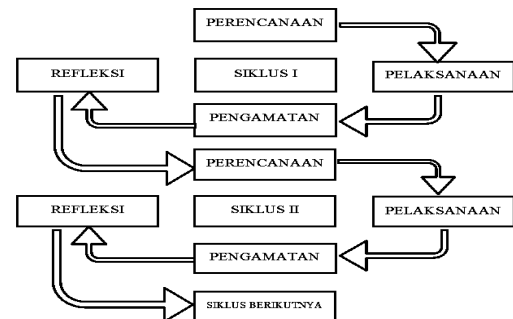 PERENCANAAN
REFLEKSI
SIKLUS I
PELAKSANAAN
PENGAMATAN
PERENCANAAN
REFLEKSI
SIKLUS II
PELAKSANAAN
PENGAMATAN
SIKLUS BERIKUTNYA